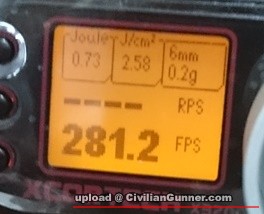 Joule J/cm²
0.73 2.58 6mm
0.2g
---- RPS
281.2 FPS
upload @ CivilianGunner.com